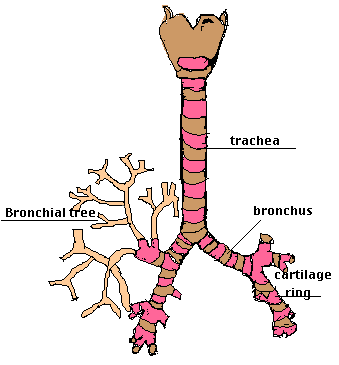 trachea
Bronchial tree
bronchus
cartilage
ring